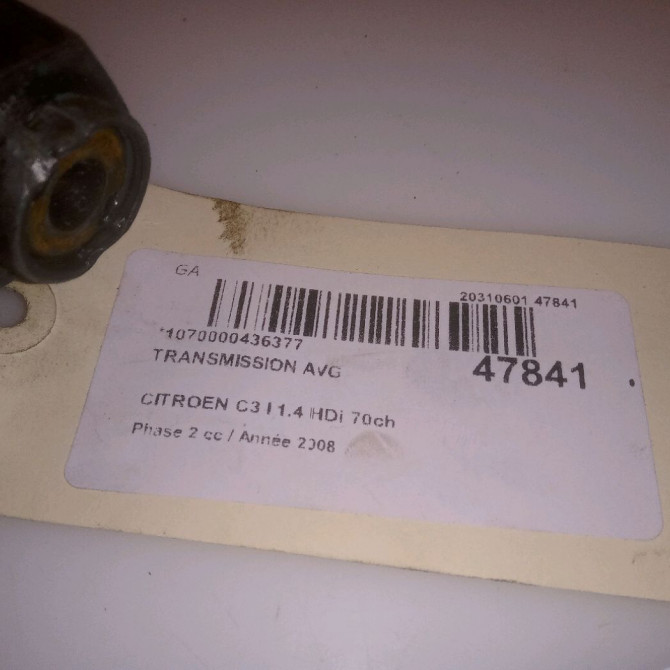 GA
20310601 47841
*1070000436377
TRANSMISSION AVG
47841
CITROEN C3 I 1.4 HDi 70ch
Phase 2 cc / Année 2008